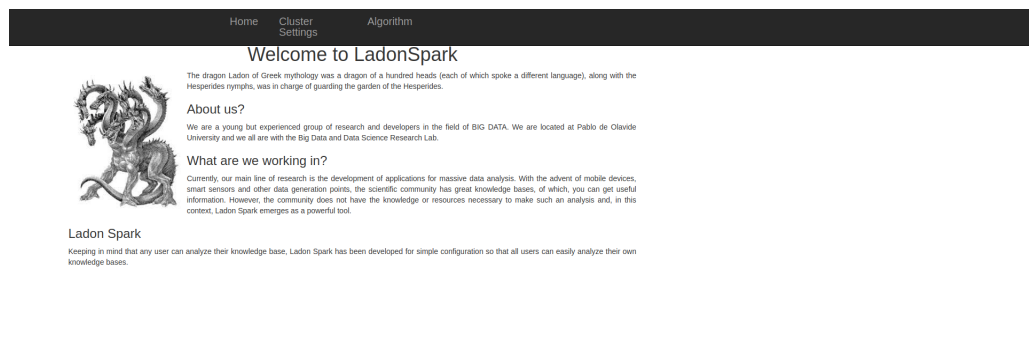 Home Cluster Settings Algorithm
Welcome to LadonSpark
The dragon Ladon of Greek mythology was a dragon of a hundred heads (each of which spoke a different language), along with the
Hesperides nymphs, was in charge of guarding the garden of the Hesperides.
About us?
We are a young but experienced group of research and developers in the field of BIG DATA. We are located at Pablo de Olavide
University and we all are with the Big Data and Data Science Research Lab.
What are we working in?
Currently, our main line of research is the development of applications for massive data analysis. With the advent of mobile devices,
smart sensors and other data generation points, the scientific community has great knowledge bases, of which, you can get useful
information. However, the community does not have the knowledge or resources necessary to make such an analysis and, in this
context, Ladon Spark emerges as a powerful tool.
Ladon Spark
Keeping in mind that any user can analyze their knowledge base, Ladon Spark has been developed for simple configuration so that all users can easily analyze their own
knowledge bases.